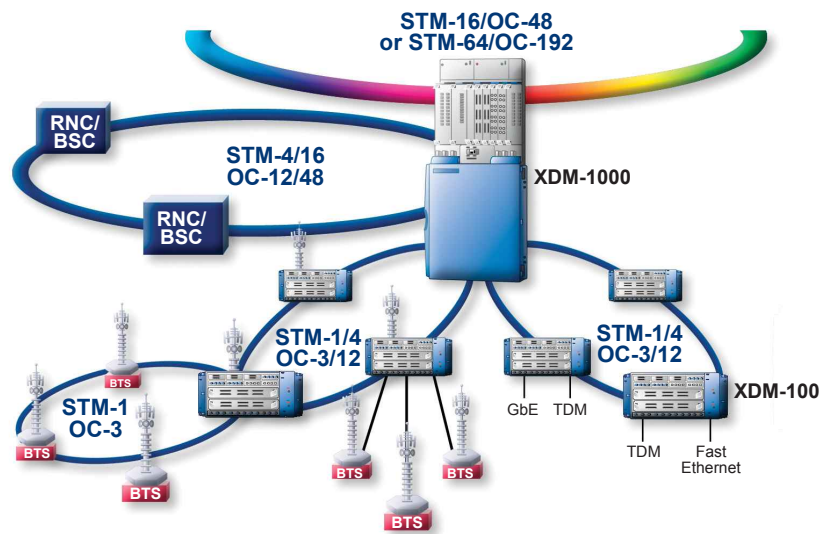 STM-16/OC-48
or STM-64/OC-192
RNC/
BSC
STM-4/16
OC-12/48
XDM-1000
RNC/
BSC
STM-1/4
OC-3/12
STM-1/4
OC-3/12
BTS
STM-1
OC-3
GbE
TDM
XDM-100
BTS
BTS
BTS
BTS
BTS
TDM
Fast
Ethernet